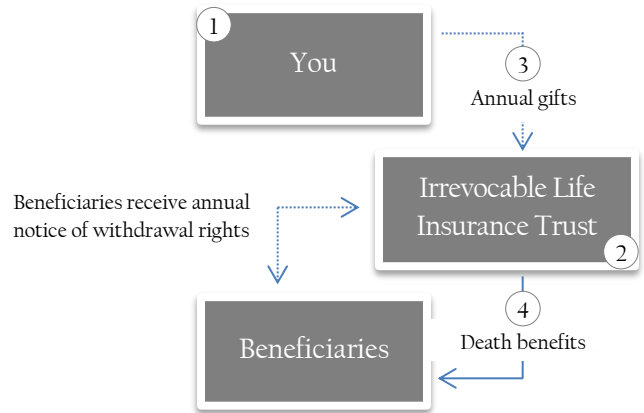 1
You
3
Annual gifts
Irrevocable Life
Insurance Trust
2
Beneficiaries receive annual
notice of withdrawal rights
4
Death benefits
Beneficiaries